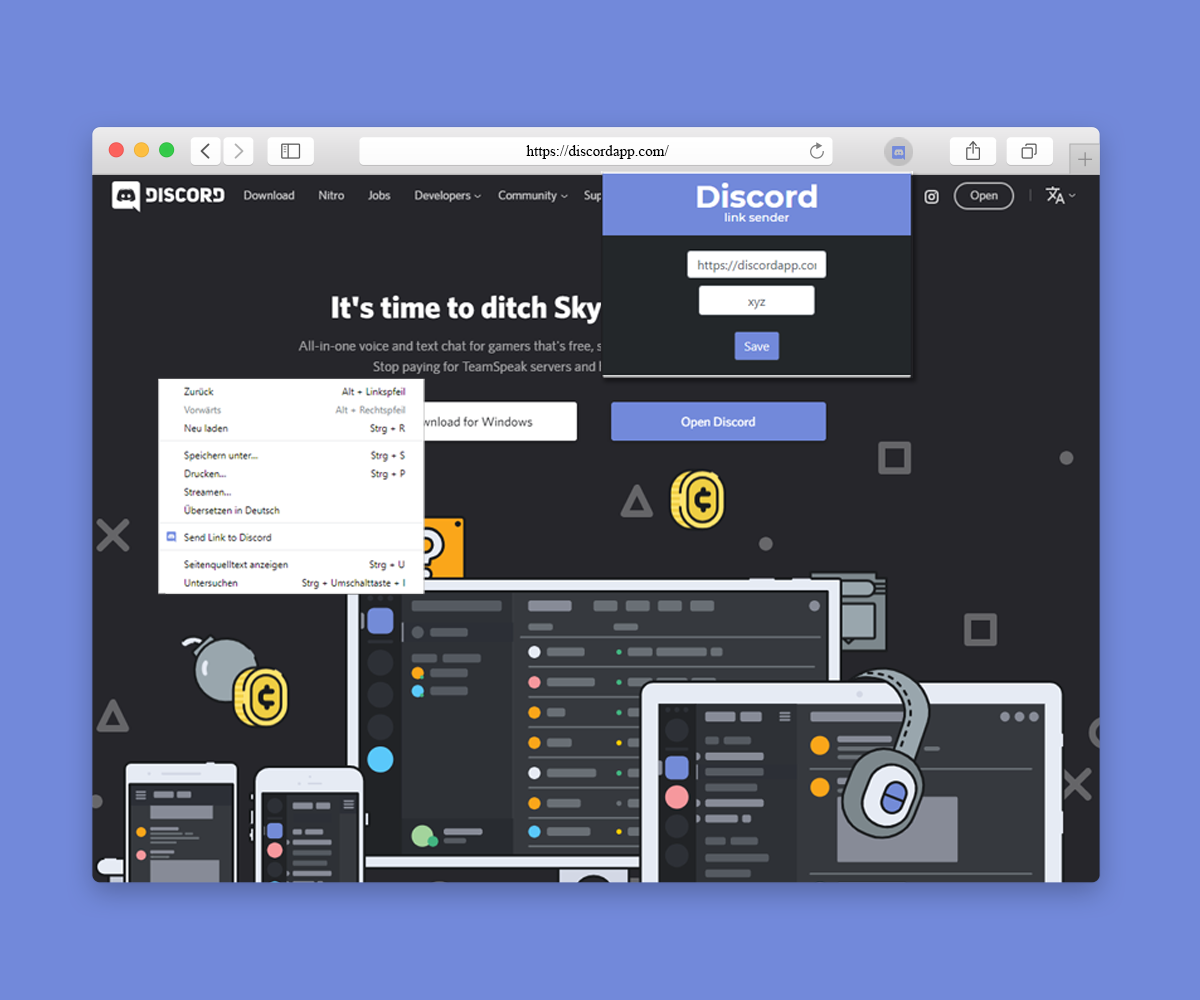 https://discordapp.com/
DISCORD Download Nitro Jobs Developers Community Sup Open
Discord
link sender
https://discordapp.co
xyz
Save
It's time to ditch Sky
All-in-one voice and text chat for gamers that's free, s
Stop paying for TeamSpeak servers and
wnload for Windows
Open Discord
Zurück Alt + Linkspfeil
Vorwärts Alt + Rechtspfeil
Neu laden Strg + R
Speichern unter... Strg + S
Drucken... Strg + P
Streamen...
Übersetzen in Deutsch
Send Link to Discord
Seitenquelltext anzeigen Strg + U
Untersuchen Strg + Umschalttaste + I